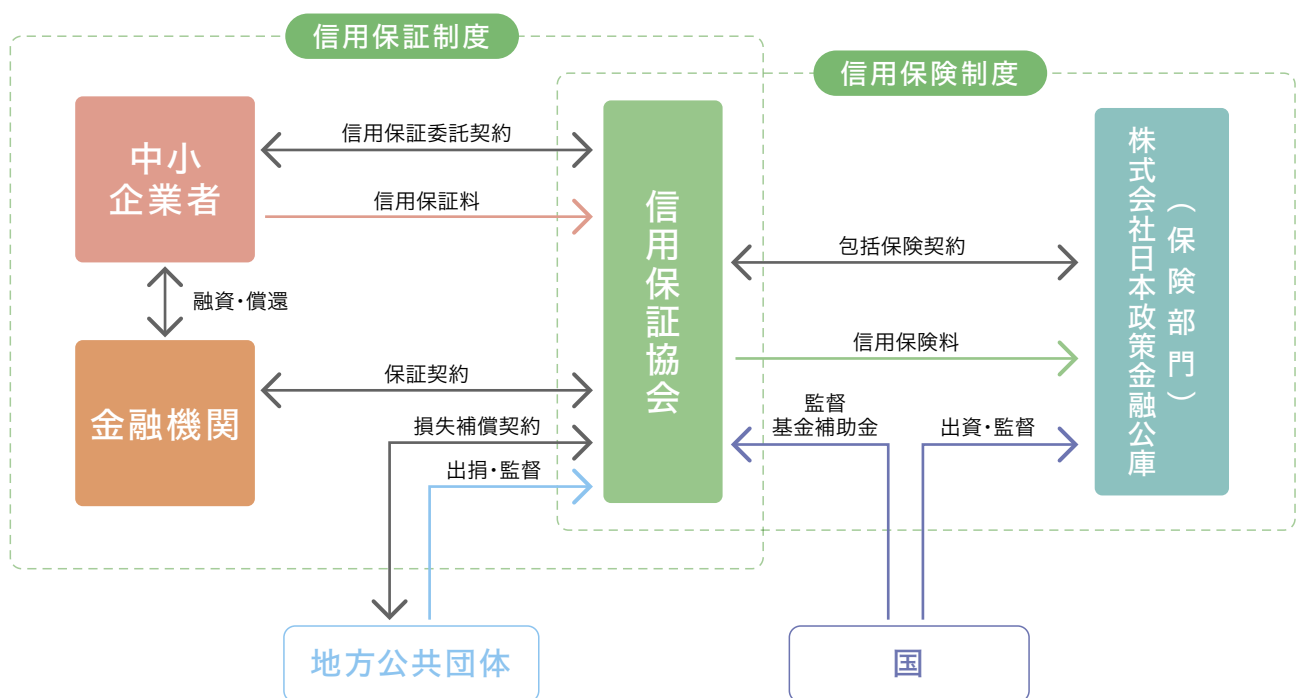 信用保証制度
信用保険制度
中小
企業者
信用保証委託契約
信用保証料
融資・償還
金融機関
保証契約
損失補償契約
出捐・監督
信用保証協会
包括保険契約
信用保険料
監督
基金補助金
出資・監督
株式会社日本政策金融公庫
（保険部門）
地方公共団体
国